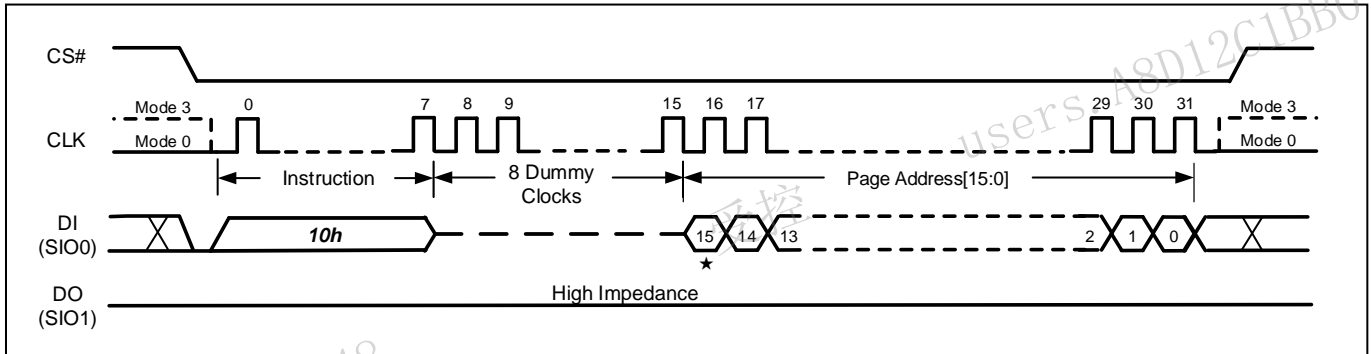 users.A8D12C1BB0
CS#
Mode 3 0 7 8 9 15 16 17 29 30 31 Mode 3
CLK Mode 0 Mode 0
Instruction 8 Dummy Clocks Page Address[15:0]
受控
DI (SIO0) 10h 15 14 13 2 1 0
★
DO (SIO1) High Impedance